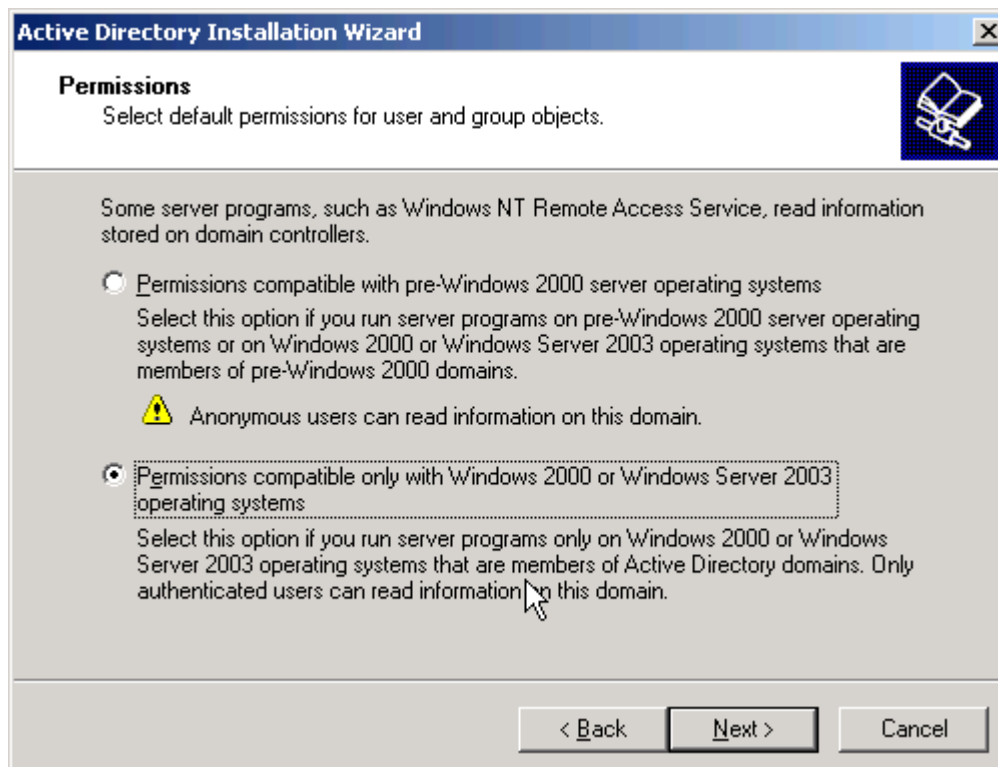 Active Directory Installation Wizard
Permissions
Select default permissions for user and group objects.
Some server programs, such as Windows NT Remote Access Service, read information
stored on domain controllers.
Permissions compatible with pre-Windows 2000 server operating systems
Select this option if you run server programs on pre-Windows 2000 server operating
systems or on Windows 2000 or Windows Server 2003 operating systems that are
members of pre-Windows 2000 domains.
Anonymous users can read information on this domain.
Permissions compatible only with Windows 2000 or Windows Server 2003
operating systems
Select this option if you run server programs only on Windows 2000 or Windows
Server 2003 operating systems that are members of Active Directory domains. Only
authenticated users can read information on this domain.
< Back Next > Cancel